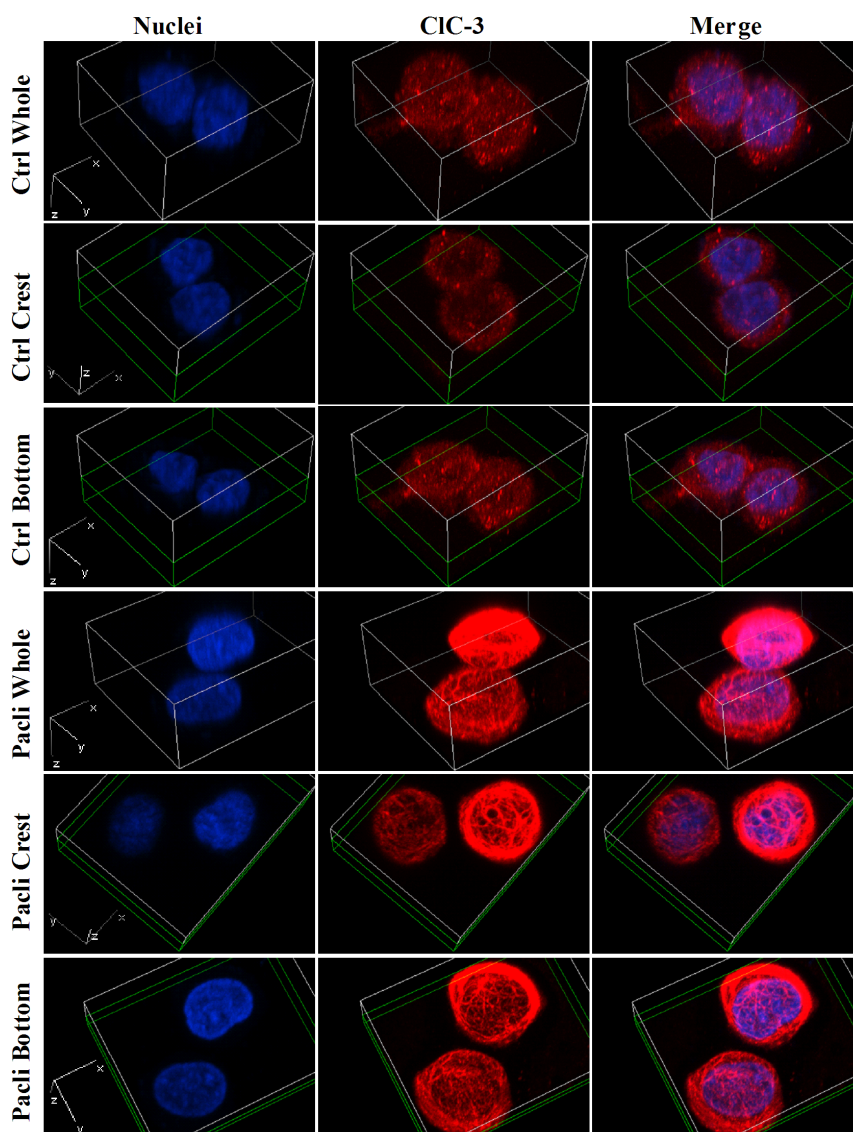 Nuclei ClC-3 Merge
Ctrl Whole
x
y
z
Ctrl Crest
y
z
x
Ctrl Bottom
x
y
z
Pacli Whole
x
y
z
Pacli Crest
y
z
x
Pacli Bottom
x
z
y